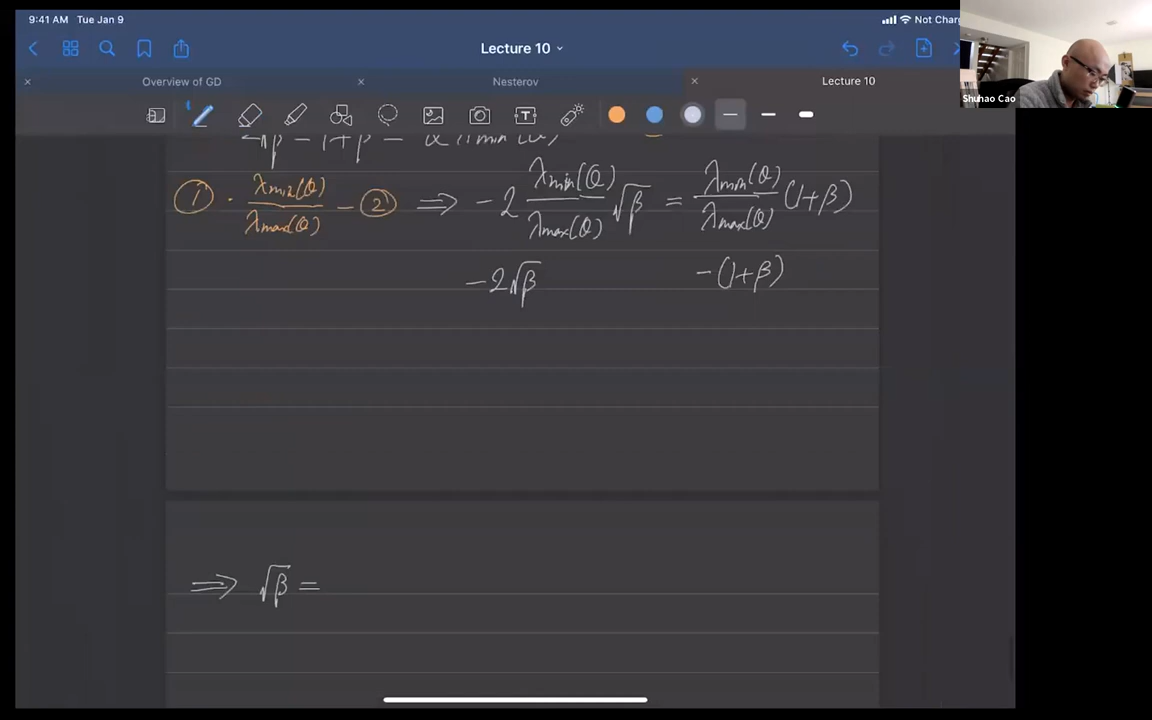 9:41 AM Tue Jan 9
Not Charg
Lecture 10
Overview of GD
Nesterov
Lecture 10
Shuhao Cao
① · λmin(Q)/λmax(Q) − ② ⟹ −2 λmin(Q)/λmax(Q) √β = λmin(Q)/λmax(Q) (1+β)
−2√β −(1+β)
⟹ √β =